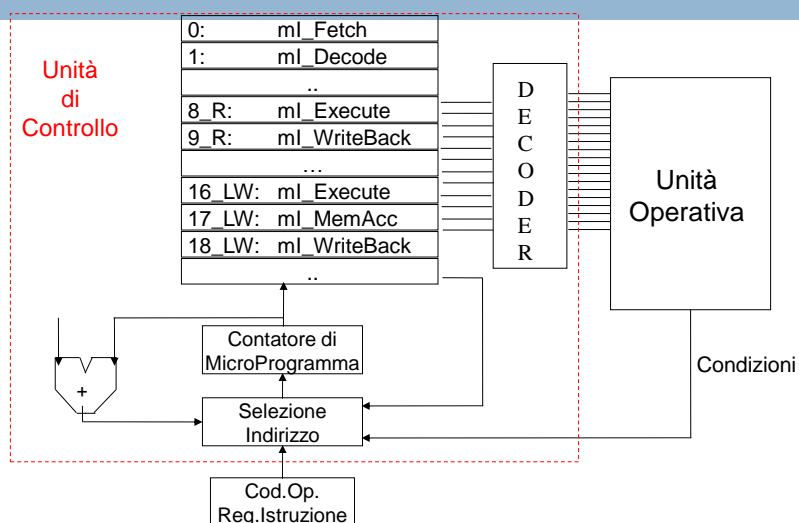 0: mI_Fetch
1: mI_Decode
..
8_R: mI_Execute
9_R: mI_WriteBack
...
16_LW: mI_Execute
17_LW: mI_MemAcc
18_LW: mI_WriteBack
..
Unità
di
Controllo
D
E
C
O
D
E
R
Unità
Operativa
Contatore di
MicroProgramma
+
Condizioni
Selezione
Indirizzo
Cod.Op.
Reg.Istruzione